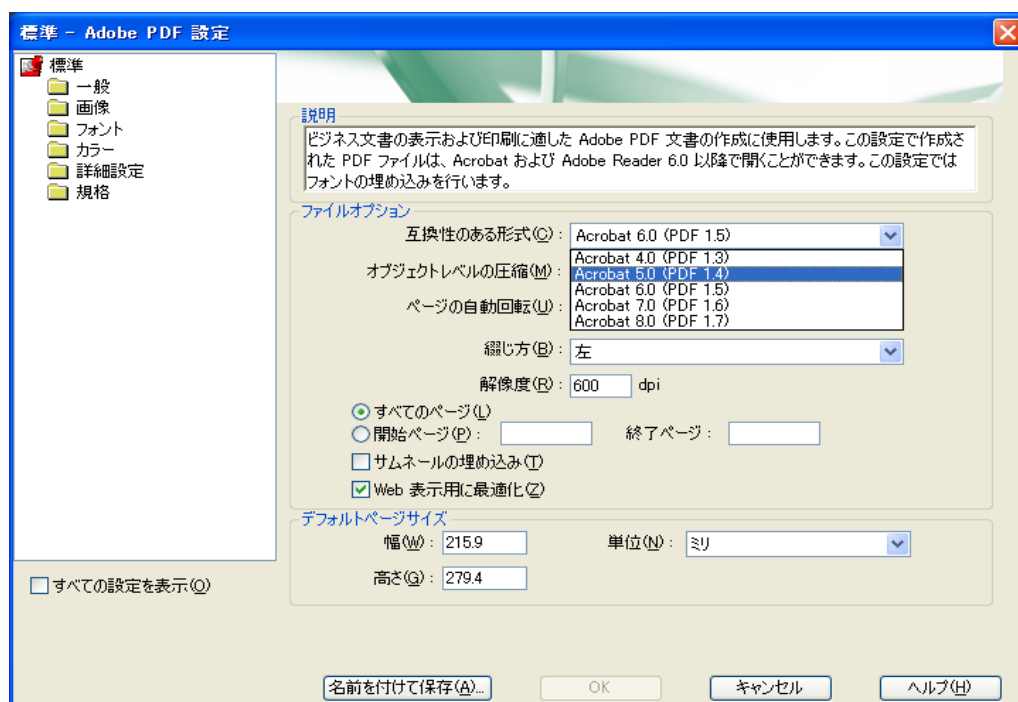 標準 - Adobe PDF 設定
標準
一般
画像
フォント
カラー
詳細設定
規格
すべての設定を表示(O)
説明
ビジネス文書の表示および印刷に適した Adobe PDF 文書の作成に使用します。この設定で作成さ
れた PDF ファイルは、Acrobat および Adobe Reader 6.0 以降で開くことができます。この設定では
フォントの埋め込みを行います。
ファイルオプション
互換性のある形式(C): Acrobat 6.0 (PDF 1.5)
Acrobat 4.0 (PDF 1.3)
オブジェクトレベルの圧縮(M): Acrobat 5.0 (PDF 1.4)
Acrobat 6.0 (PDF 1.5)
ページの自動回転(U): Acrobat 7.0 (PDF 1.6)
Acrobat 8.0 (PDF 1.7)
綴じ方(B): 左
解像度(R): 600 dpi
すべてのページ(L)
開始ページ(P): 終了ページ:
サムネールの埋め込み(T)
Web 表示用に最適化(Z)
デフォルトページサイズ
幅(W): 215.9 単位(N): ミリ
高さ(G): 279.4
名前を付けて保存(A)... OK キャンセル ヘルプ(H)